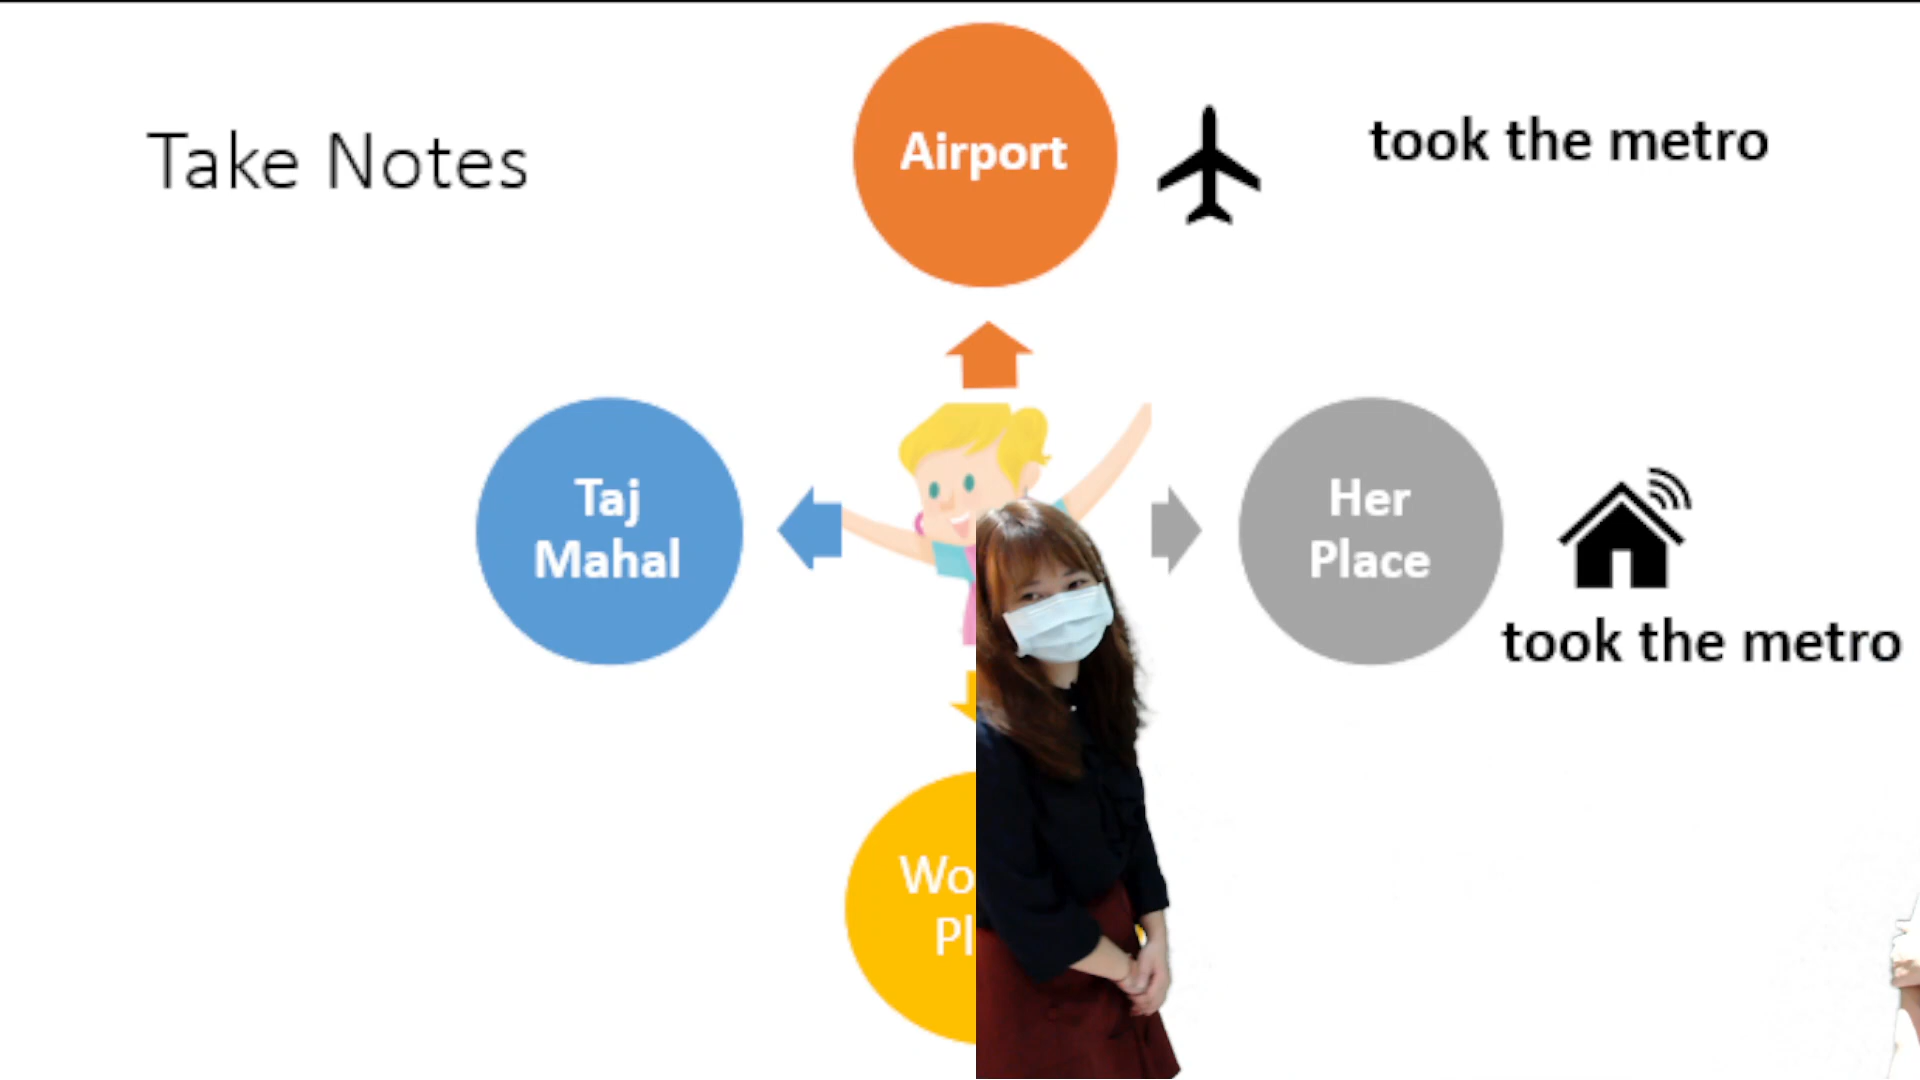 Airport
took the metro
Take Notes
Taj
Mahal
Her
Place
took the metro